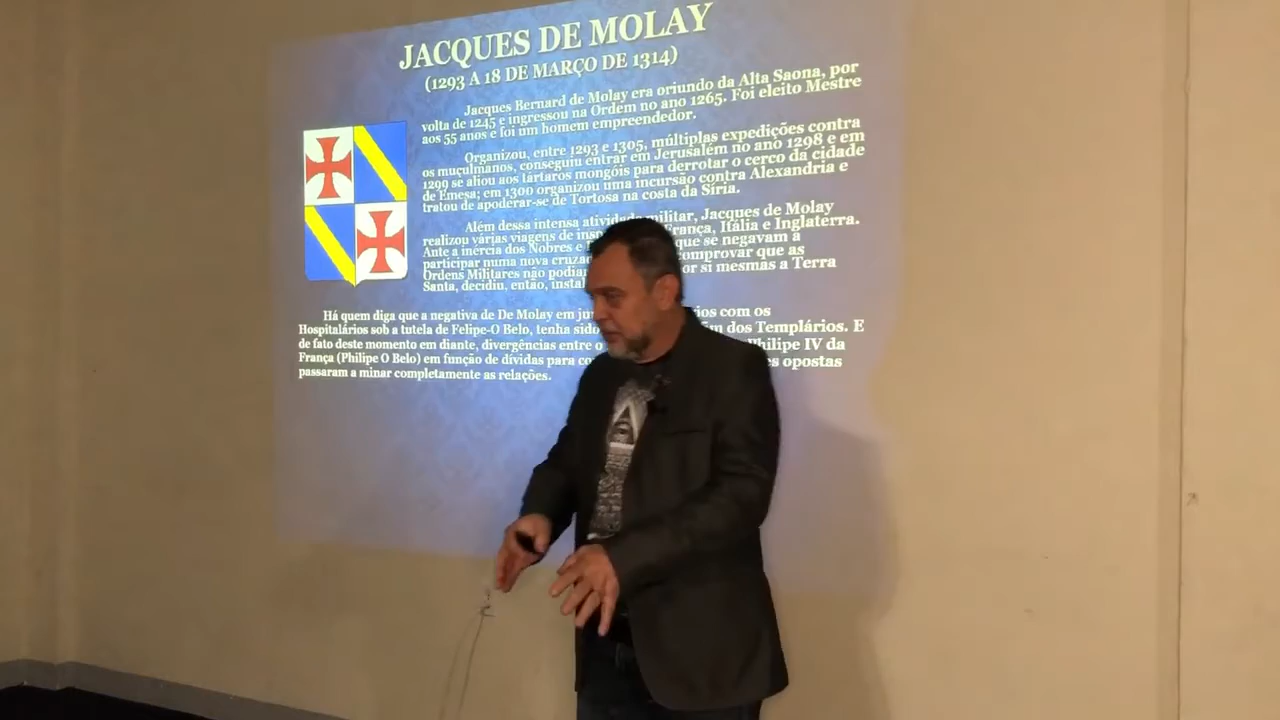 JACQUES DE MOLAY
(1293 A 18 DE MARÇO DE 1314)
Jacques Bernard de Molay era oriundo da Alta Saona, por
volta de 1245 e ingressou na Ordem no ano 1265. Foi eleito Mestre
aos 55 anos e foi um homem empreendedor.
Organizou, entre 1293 e 1305, múltiplas expedições contra
os muçulmanos, conseguiu entrar em Jerusalém no ano 1298 e em
1299 se aliou aos tártaros mongóis para derrotar o cerco da cidade
de Emesa; em 1300 organizou uma incursão contra Alexandria e
tratou de apoderar-se de Tortosa na costa da Síria.
Além dessa intensa atividade militar, Jacques de Molay
realizou várias viagens de França, Itália e Inglaterra.
Ante a inércia dos Nobres e que se negavam a
participar numa nova comprovar que as
Ordens Militares não por si mesmas a Terra
Santa, decidiu, então,
Há quem diga que a negativa de De Molay em com os
Hospitalários sob a tutela de Felipe-O Belo, tenha sido dos Templários. E
de fato deste momento em diante, divergências entre o Philipe IV da
França (Philipe O Belo) em função de dívidas para opostas
passaram a minar completamente as relações.